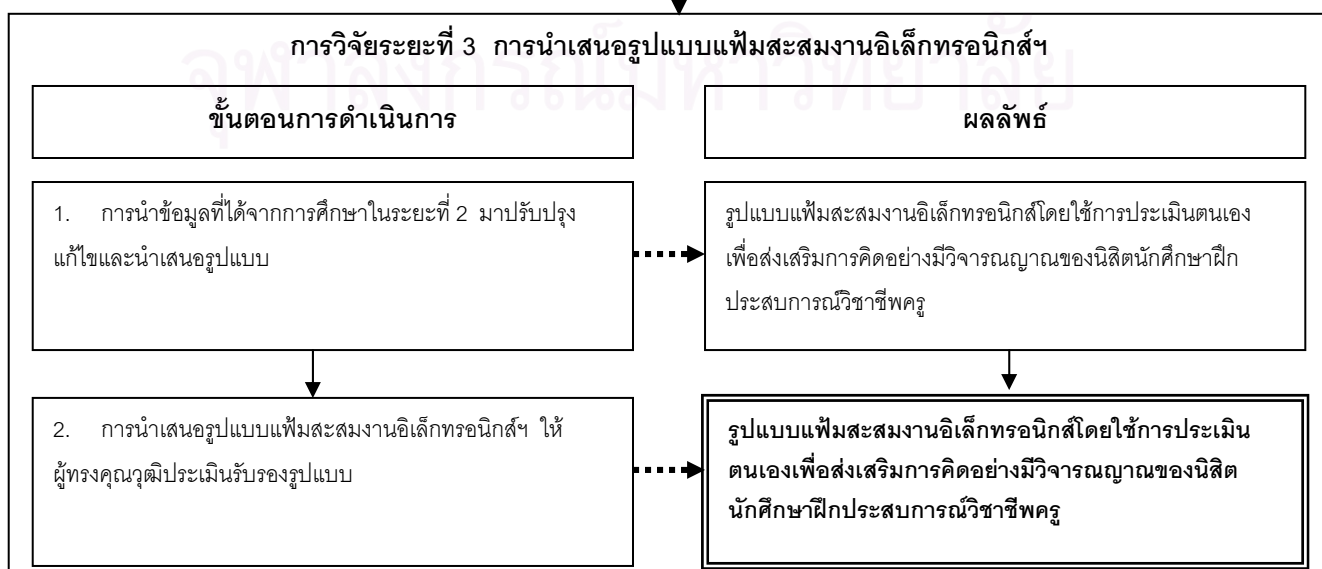 การวิจัยระยะที่ 3 การนำเสนอรูปแบบแฟ้มสะสมงานอิเล็กทรอนิกส์ฯ
จุฬาลงกรณ์มหาวิทยาลัย
ขั้นตอนการดำเนินการ
ผลลัพธ์
1. การนำข้อมูลที่ได้จากการศึกษาในระยะที่ 2 มาปรับปรุง
แก้ไขและนำเสนอรูปแบบ
รูปแบบแฟ้มสะสมงานอิเล็กทรอนิกส์โดยใช้การประเมินตนเอง
เพื่อส่งเสริมการคิดอย่างมีวิจารณญาณของนิสิตนักศึกษาฝึก
ประสบการณ์วิชาชีพครู
2. การนำเสนอรูปแบบแฟ้มสะสมงานอิเล็กทรอนิกส์ฯ ให้
ผู้ทรงคุณวุฒิประเมินรับรองรูปแบบ
รูปแบบแฟ้มสะสมงานอิเล็กทรอนิกส์โดยใช้การประเมิน
ตนเองเพื่อส่งเสริมการคิดอย่างมีวิจารณญาณของนิสิต
นักศึกษาฝึกประสบการณ์วิชาชีพครู